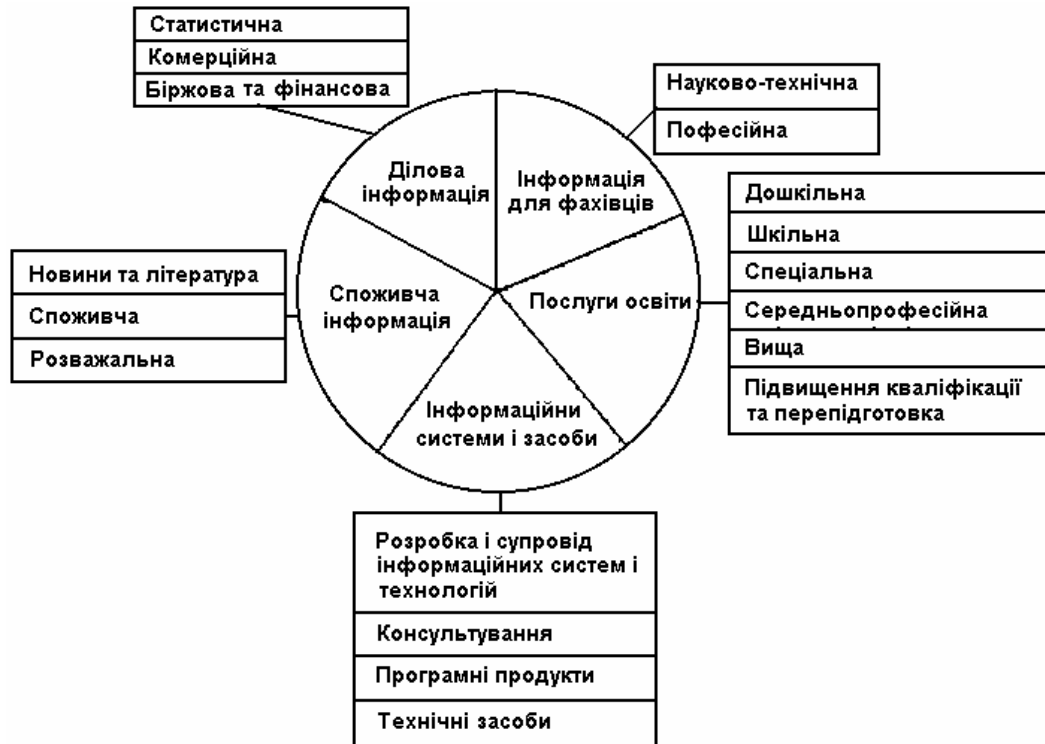 Статистична
Комерційна
Біржова та фінансова
Науково-технічна
Пофесійна
Ділова
інформація
Інформація
для фахівців
Дошкільна
Шкільна
Спеціальна
Середньопрофесійна
Вища
Підвищення кваліфікації
та перепідготовка
Новини та література
Споживча
Розважальна
Споживча
інформація
Послуги освіти
Інформаційни
системи і засоби
Розробка і супровід
інформаційних систем і
технологій
Консультування
Програмні продукти
Технічні засоби